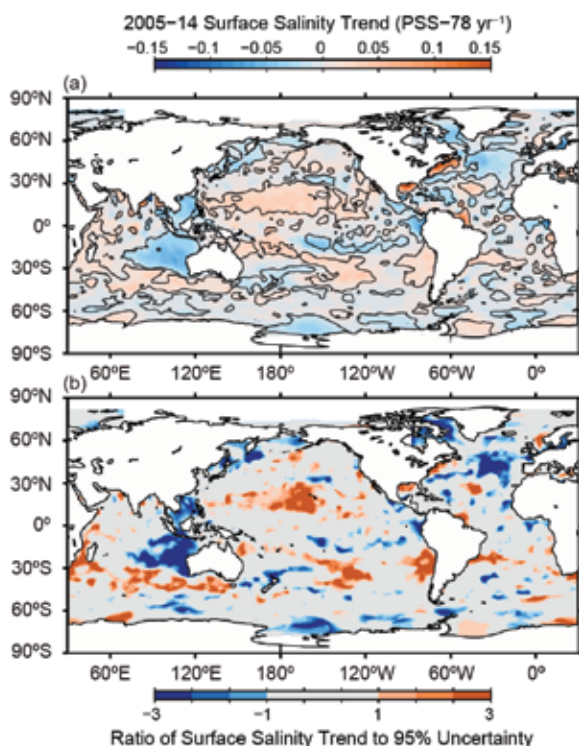 2005−14 Surface Salinity Trend (PSS−78 yr⁻¹)
−0.15 −0.1 −0.05 0 0.05 0.1 0.15
(a)
90ºN
60ºN
30ºN
0º
30ºS
60ºS
90ºS
60ºE 120ºE 180º 120ºW 60ºW 0º
(b)
90ºN
60ºN
30ºN
0º
30ºS
60ºS
90ºS
60ºE 120ºE 180º 120ºW 60ºW 0º
−3 −1 1 3
Ratio of Surface Salinity Trend to 95% Uncertainty